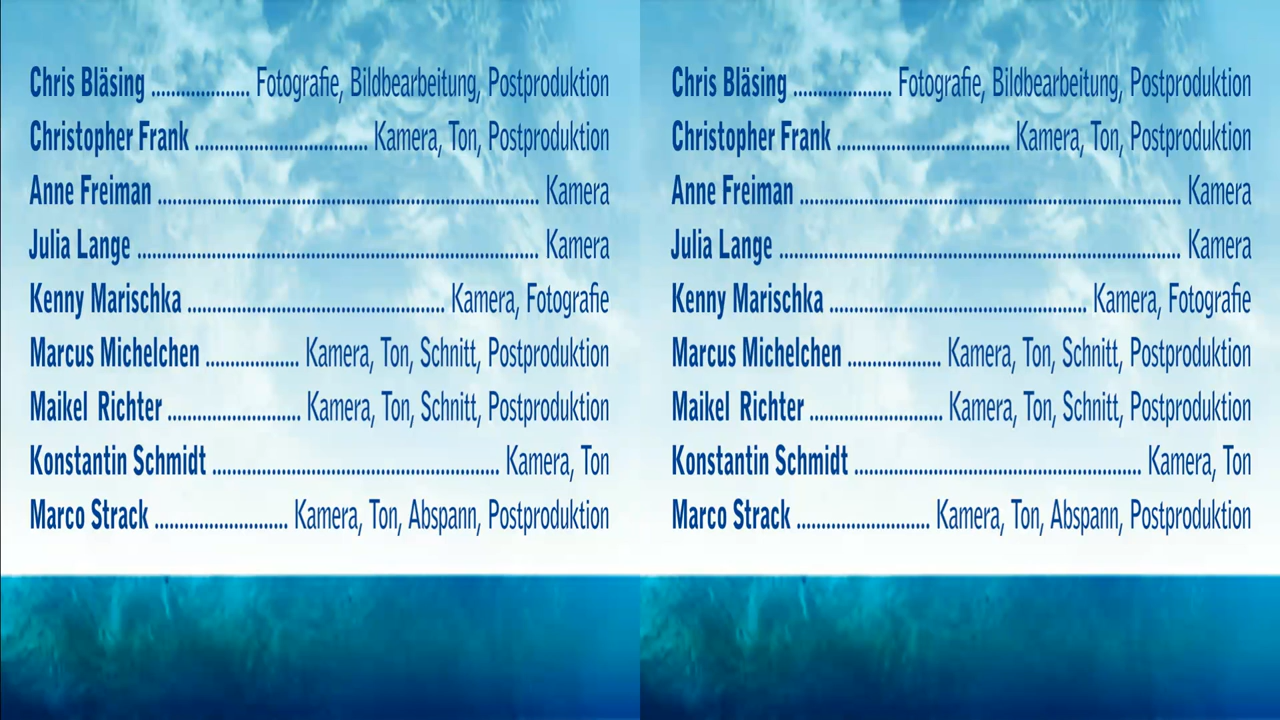 Chris Bläsing ................... Fotografie, Bildbearbeitung, Postproduktion
Christopher Frank ................................. Kamera, Ton, Postproduktion
Anne Freiman ......................................................................... Kamera
Julia Lange ............................................................................. Kamera
Kenny Marischka ................................................. Kamera, Fotografie
Marcus Michelchen .................. Kamera, Ton, Schnitt, Postproduktion
Maikel Richter ......................... Kamera, Ton, Schnitt, Postproduktion
Konstantin Schmidt ....................................................... Kamera, Ton
Marco Strack .......................... Kamera, Ton, Abspann, Postproduktion
Chris Bläsing ................... Fotografie, Bildbearbeitung, Postproduktion
Christopher Frank ................................. Kamera, Ton, Postproduktion
Anne Freiman ......................................................................... Kamera
Julia Lange ............................................................................. Kamera
Kenny Marischka ................................................. Kamera, Fotografie
Marcus Michelchen .................. Kamera, Ton, Schnitt, Postproduktion
Maikel Richter ......................... Kamera, Ton, Schnitt, Postproduktion
Konstantin Schmidt ....................................................... Kamera, Ton
Marco Strack .......................... Kamera, Ton, Abspann, Postproduktion